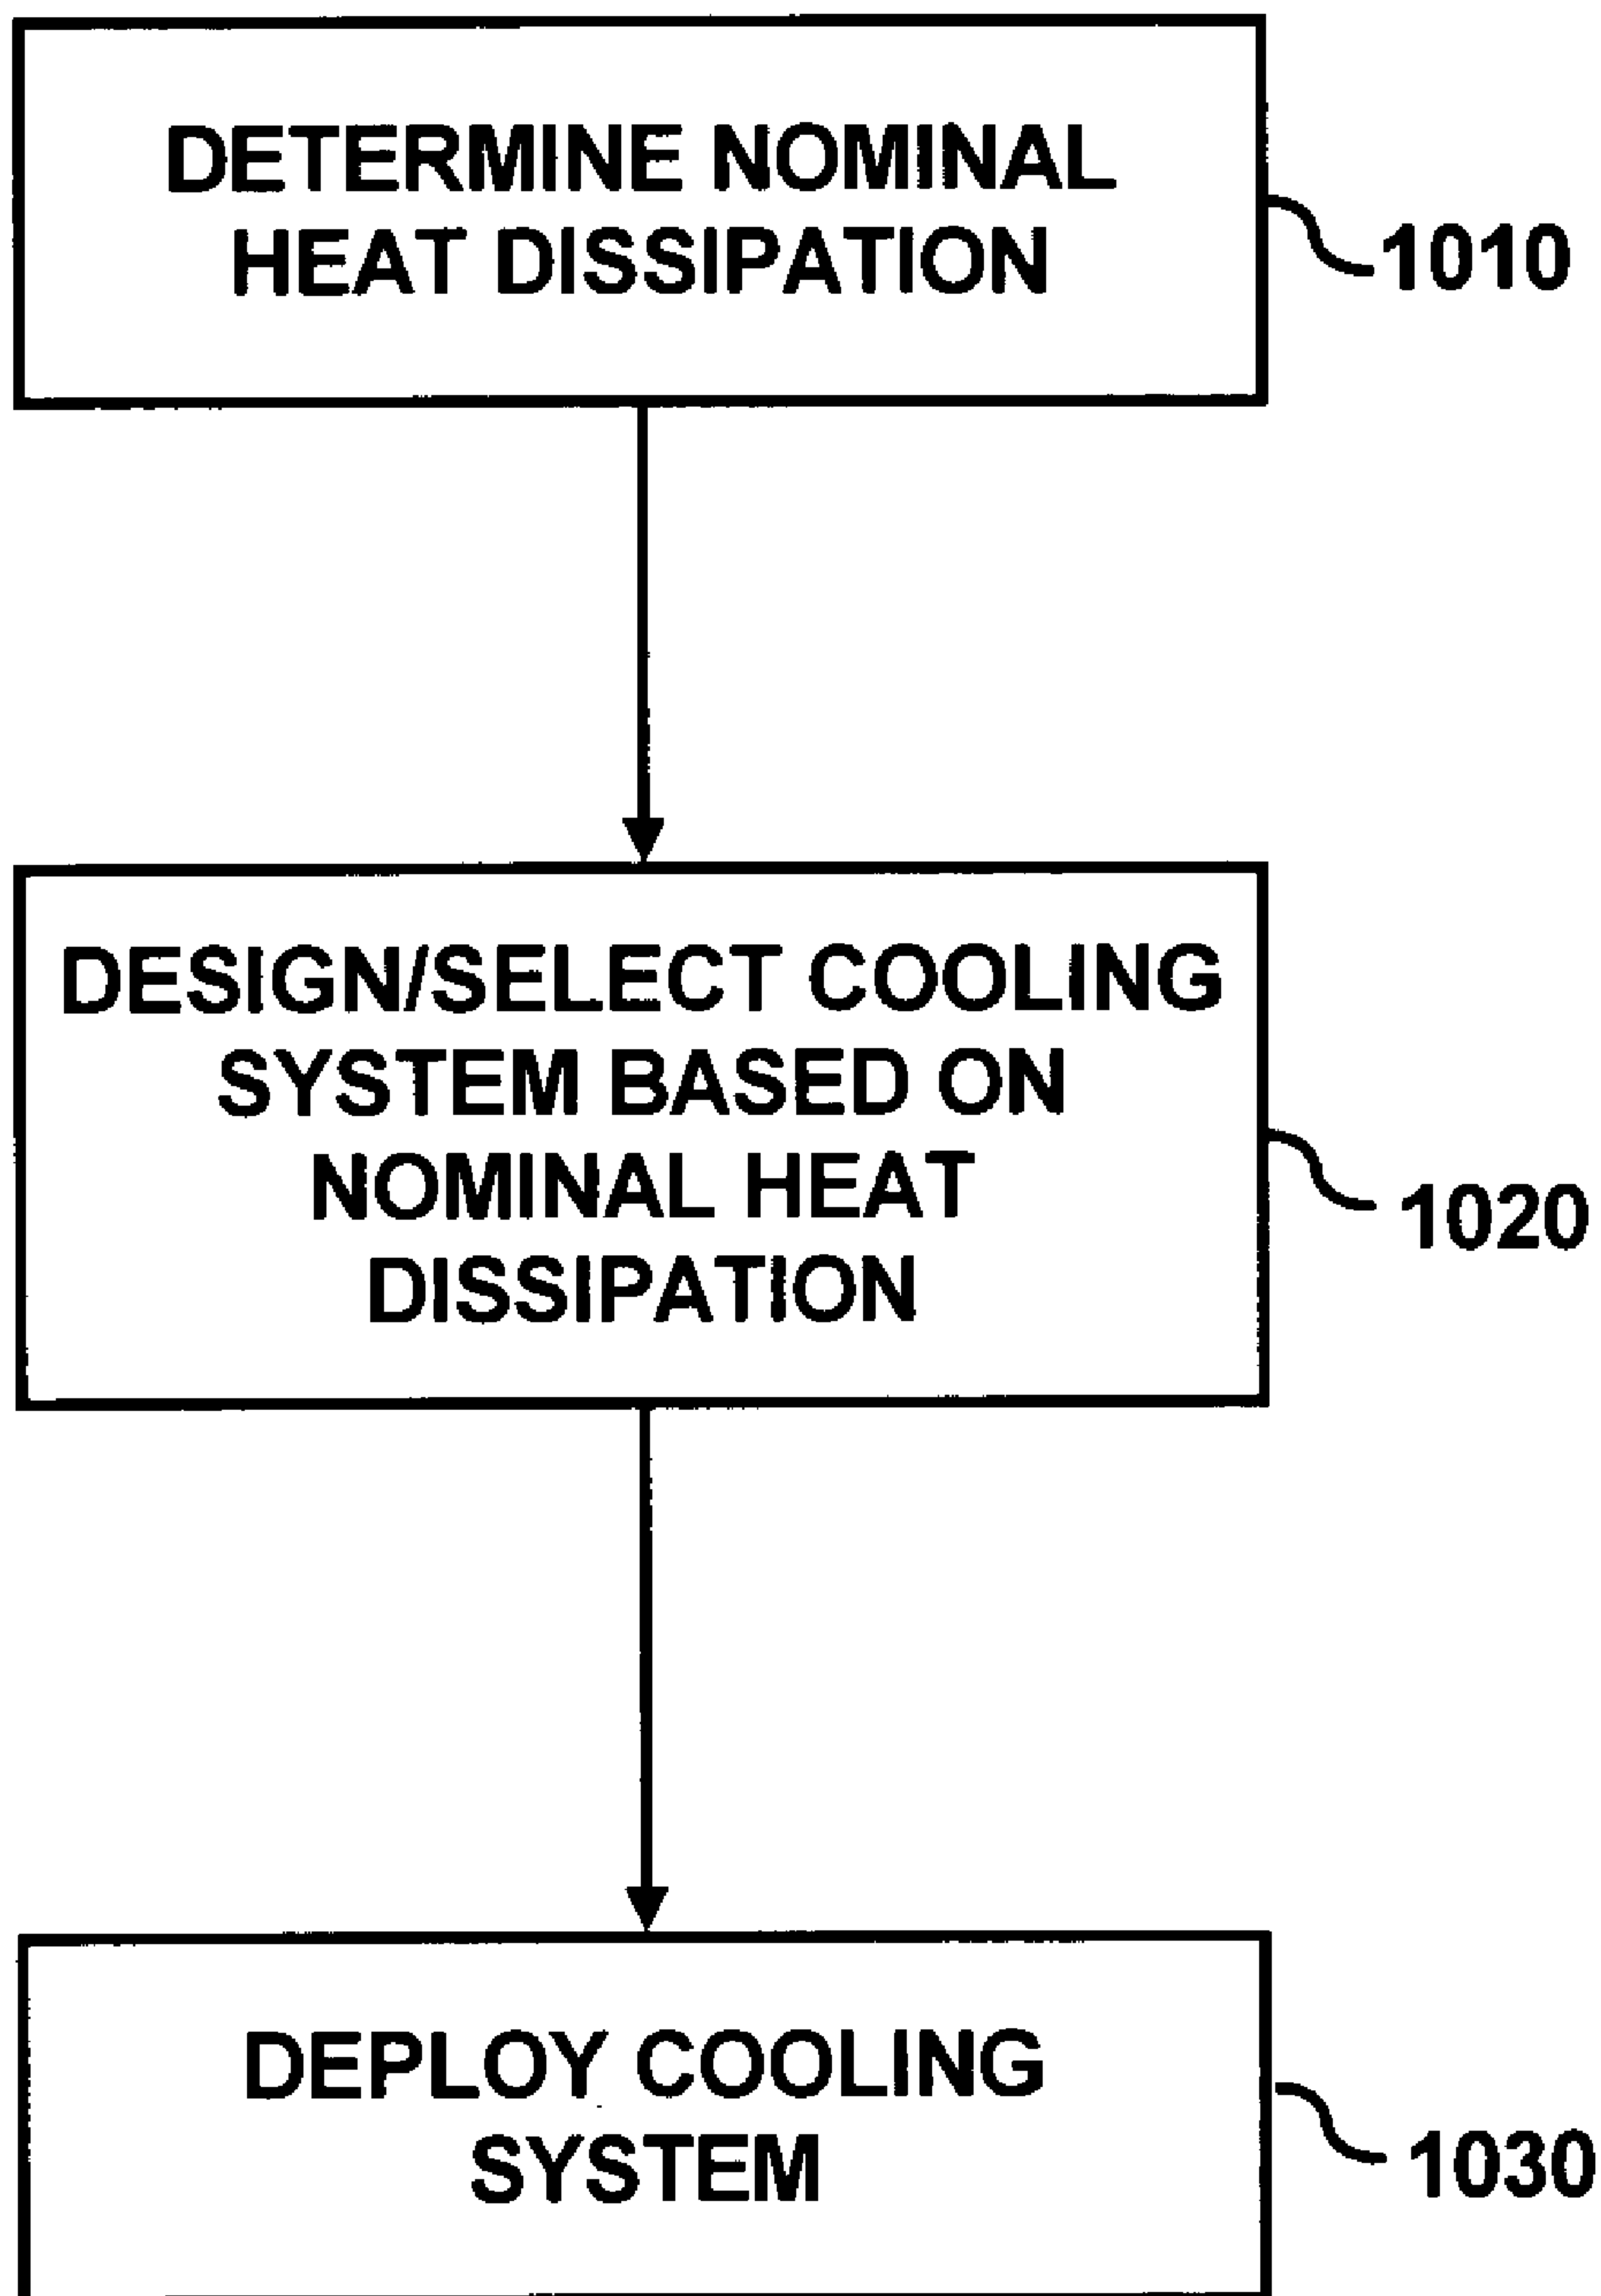 DETERMINE NOMINAL
HEAT DISSIPATION
1010
DESIGN/SELECT COOLING
SYSTEM BASED ON
NOMINAL HEAT
DISSIPATION
1020
DEPLOY COOLING
SYSTEM
1030